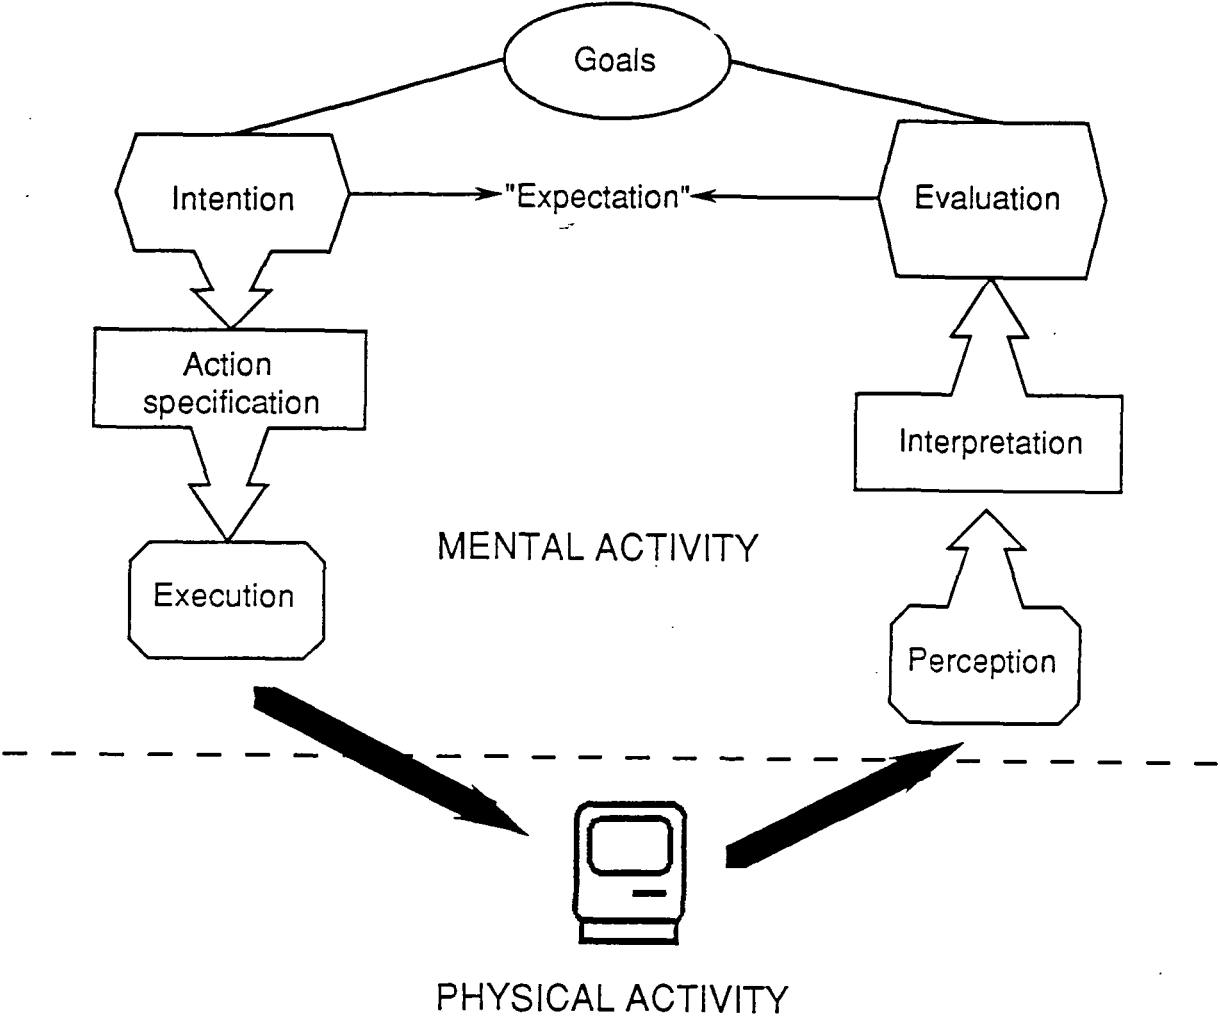 Goals
Intention
"Expectation"
Evaluation
Action
specification
Interpretation
MENTAL ACTIVITY
Execution
Perception
PHYSICAL ACTIVITY